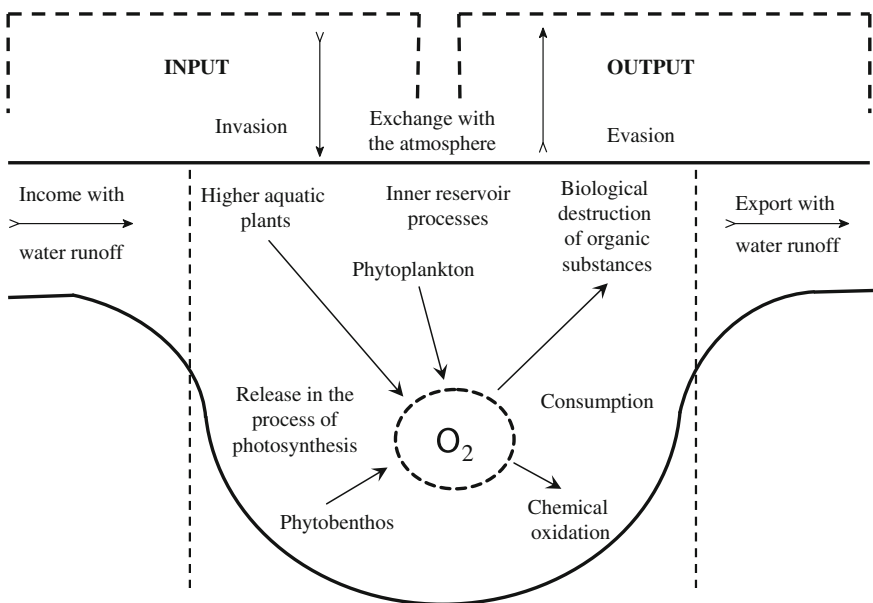 INPUT
OUTPUT
Invasion
Exchange with
the atmosphere
Evasion
Income with
water runoff
Higher aquatic
plants
Inner reservoir
processes
Biological
destruction
of organic
substances
Export with
water runoff
Phytoplankton
Release in the
process of
photosynthesis
O2
Consumption
Phytobenthos
Chemical
oxidation